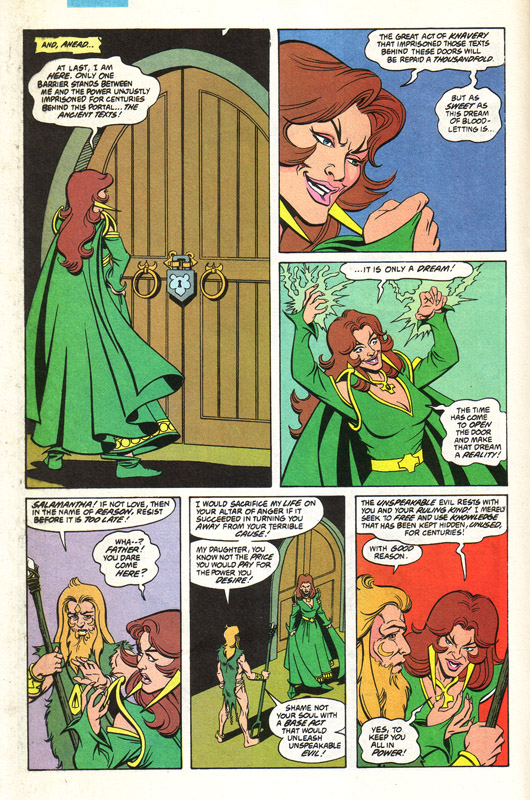 AND, AHEAD...
AT LAST, I AM
HERE. ONLY ONE
BARRIER STANDS BETWEEN
ME AND THE POWER UNJUSTLY
IMPRISONED FOR CENTURIES
BEHIND THIS PORTAL... THE
ANCIENT TEXTS!
THE GREAT ACT OF KNAVERY
THAT IMPRISONED THOSE TEXTS
BEHIND THESE DOORS WILL
BE REPAID A THOUSANDFOLD.
BUT AS
SWEET AS
THIS DREAM
OF BLOOD-
LETTING IS...
...IT IS ONLY A DREAM!
THE TIME
HAS COME
TO OPEN
THE DOOR
AND MAKE
THAT DREAM
A REALITY!
SALAMANTHA! IF NOT LOVE, THEN
IN THE NAME OF REASON, RESIST
BEFORE IT IS TOO LATE!
WHA--?
FATHER!
YOU DARE
COME
HERE?
I WOULD SACRIFICE MY LIFE ON
YOUR ALTAR OF ANGER IF IT
SUCCEEDED IN TURNING YOU
AWAY FROM YOUR TERRIBLE
CAUSE!
MY DAUGHTER, YOU
KNOW NOT THE PRICE
YOU WOULD PAY FOR
THE POWER YOU
DESIRE!
SHAME NOT
YOUR SOUL WITH
A BASE ACT
THAT WOULD
UNLEASH
UNSPEAKABLE
EVIL!
THE UNSPEAKABLE EVIL RESTS WITH
YOU AND YOUR RULING KIND! I MERELY
SEEK TO FREE AND USE KNOWLEDGE
THAT HAS BEEN KEPT HIDDEN, UNUSED,
FOR CENTURIES!
WITH GOOD
REASON.
YES, TO
KEEP YOU
ALL IN
POWER!